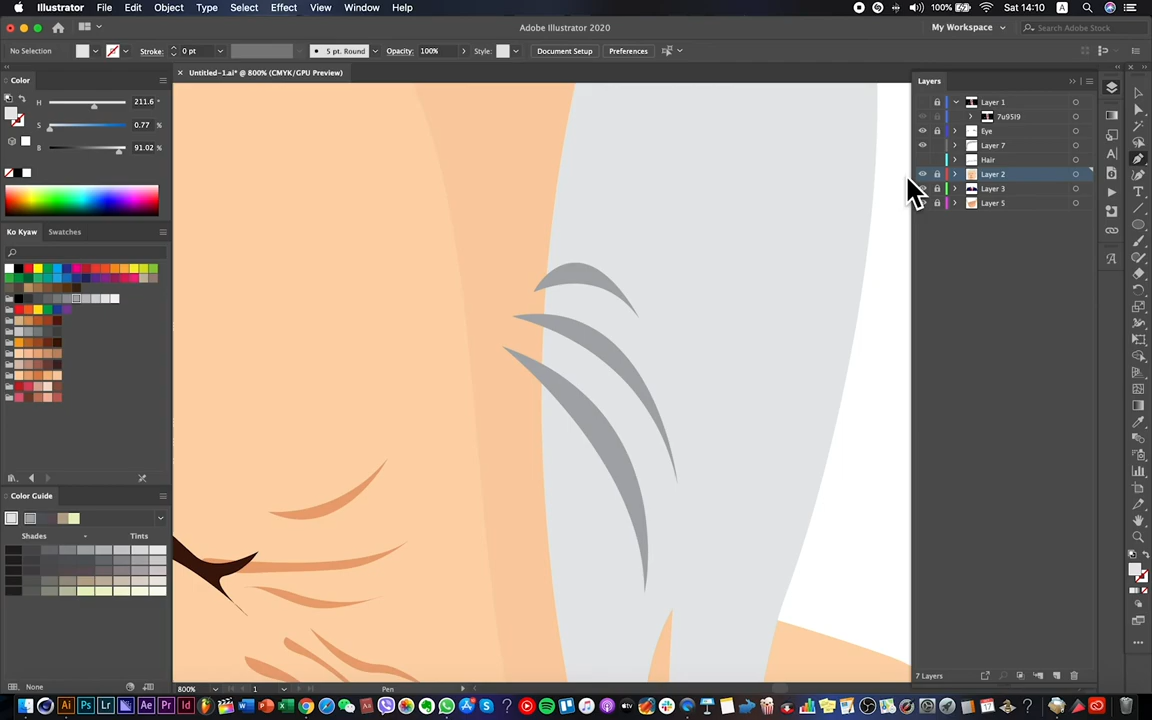 Illustrator File Edit Object Type Select Effect View Window Help 100% Sat 14:10 A
Adobe Illustrator 2020 My Workspace Search Adobe Stock
No Selection Stroke: 0 pt 5 pt. Round Opacity: 100% Style: Document Setup Preferences
Untitled-1.ai* @ 800% (CMYK/GPU Preview)
Color
H 211.6 °
S 0.77 %
B 91.02 %
Ko Kyaw Swatches
Color Guide
Shades Tints
None
Layers
Layer 1
7u95I9
Eye
Layer 7
Hair
Layer 2
Layer 3
Layer 5
7 Layers
800% 1 Pen